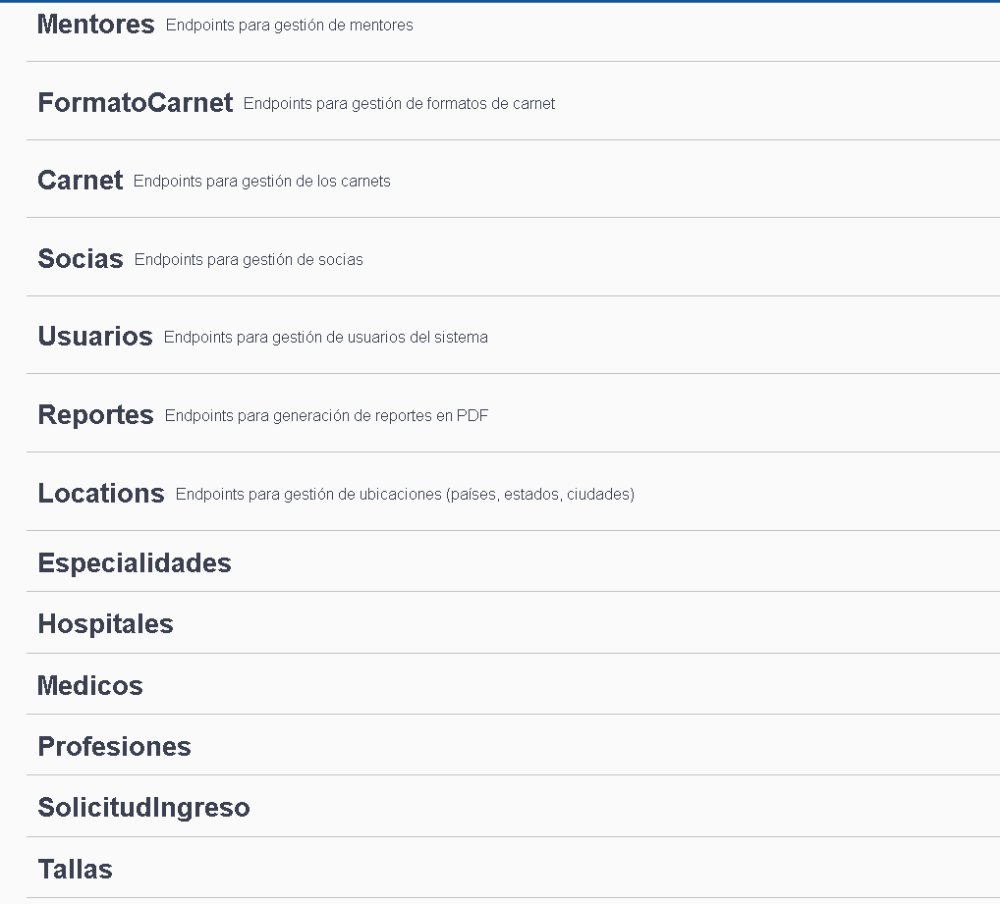 Mentores Endpoints para gestión de mentores
FormatoCarnet Endpoints para gestión de formatos de carnet
Carnet Endpoints para gestión de los carnets
Socias Endpoints para gestión de socias
Usuarios Endpoints para gestión de usuarios del sistema
Reportes Endpoints para generación de reportes en PDF
Locations Endpoints para gestión de ubicaciones (países, estados, ciudades)
Especialidades
Hospitales
Medicos
Profesiones
SolicitudIngreso
Tallas